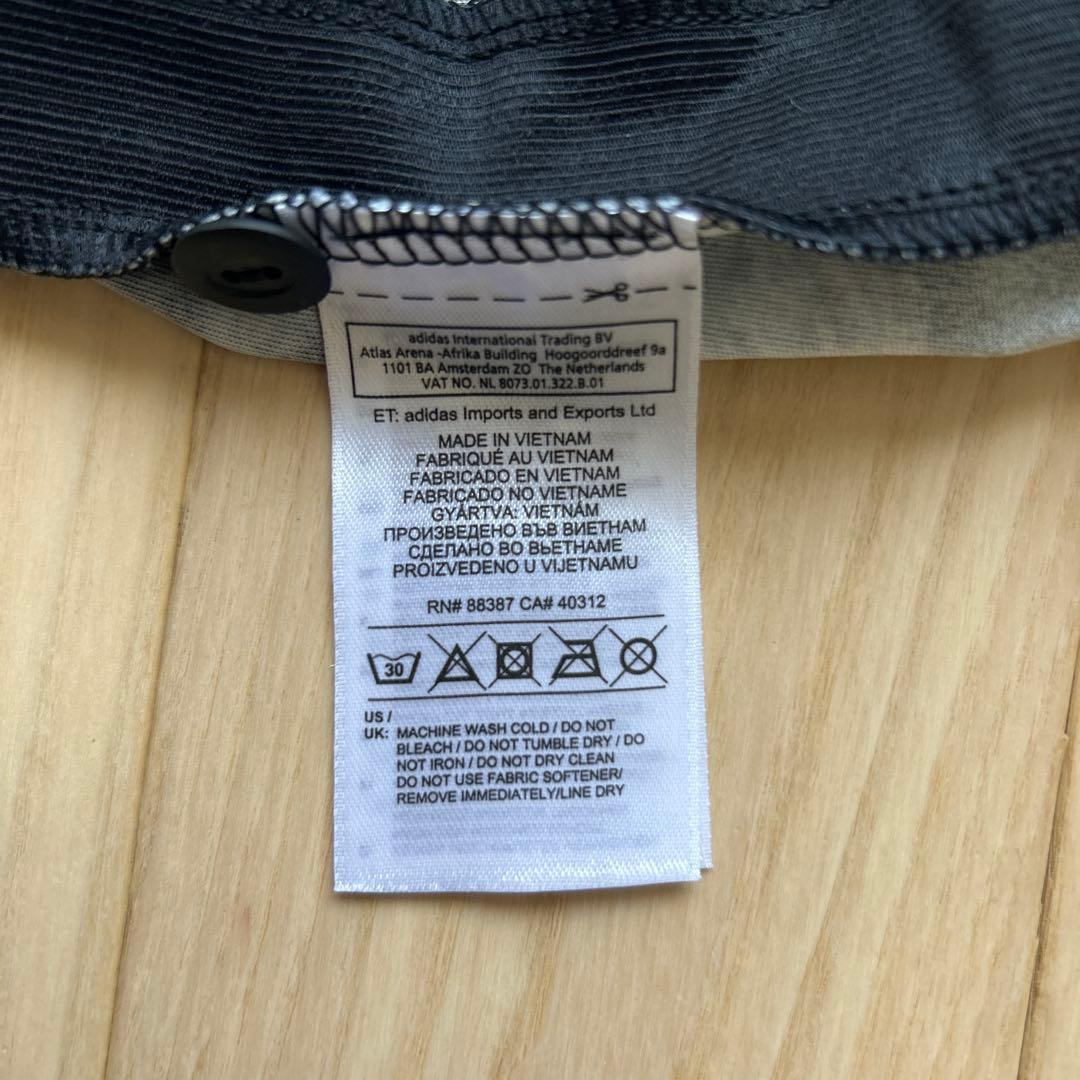 adidas International Trading BV
Atlas Arena -Afrika Building Hoogoorddreef 9a
1101 BA Amsterdam ZO The Netherlands
VAT NO. NL 8073.01.322.B.01
ET: adidas Imports and Exports Ltd
MADE IN VIETNAM
FABRIQUÉ AU VIETNAM
FABRICADO EN VIETNAM
FABRICADO NO VIETNAME
GYÁRTVA: VIETNÁM
ПРОИЗВЕДЕНО ВЪВ ВИЕТНАМ
СДЕЛАНО ВО ВЬЕТНАМЕ
PROIZVEDENO U VIJETNAMU
RN# 88387 CA# 40312
30
US /
UK: MACHINE WASH COLD / DO NOT
BLEACH / DO NOT TUMBLE DRY / DO
NOT IRON / DO NOT DRY CLEAN
DO NOT USE FABRIC SOFTENER/
REMOVE IMMEDIATELY/LINE DRY